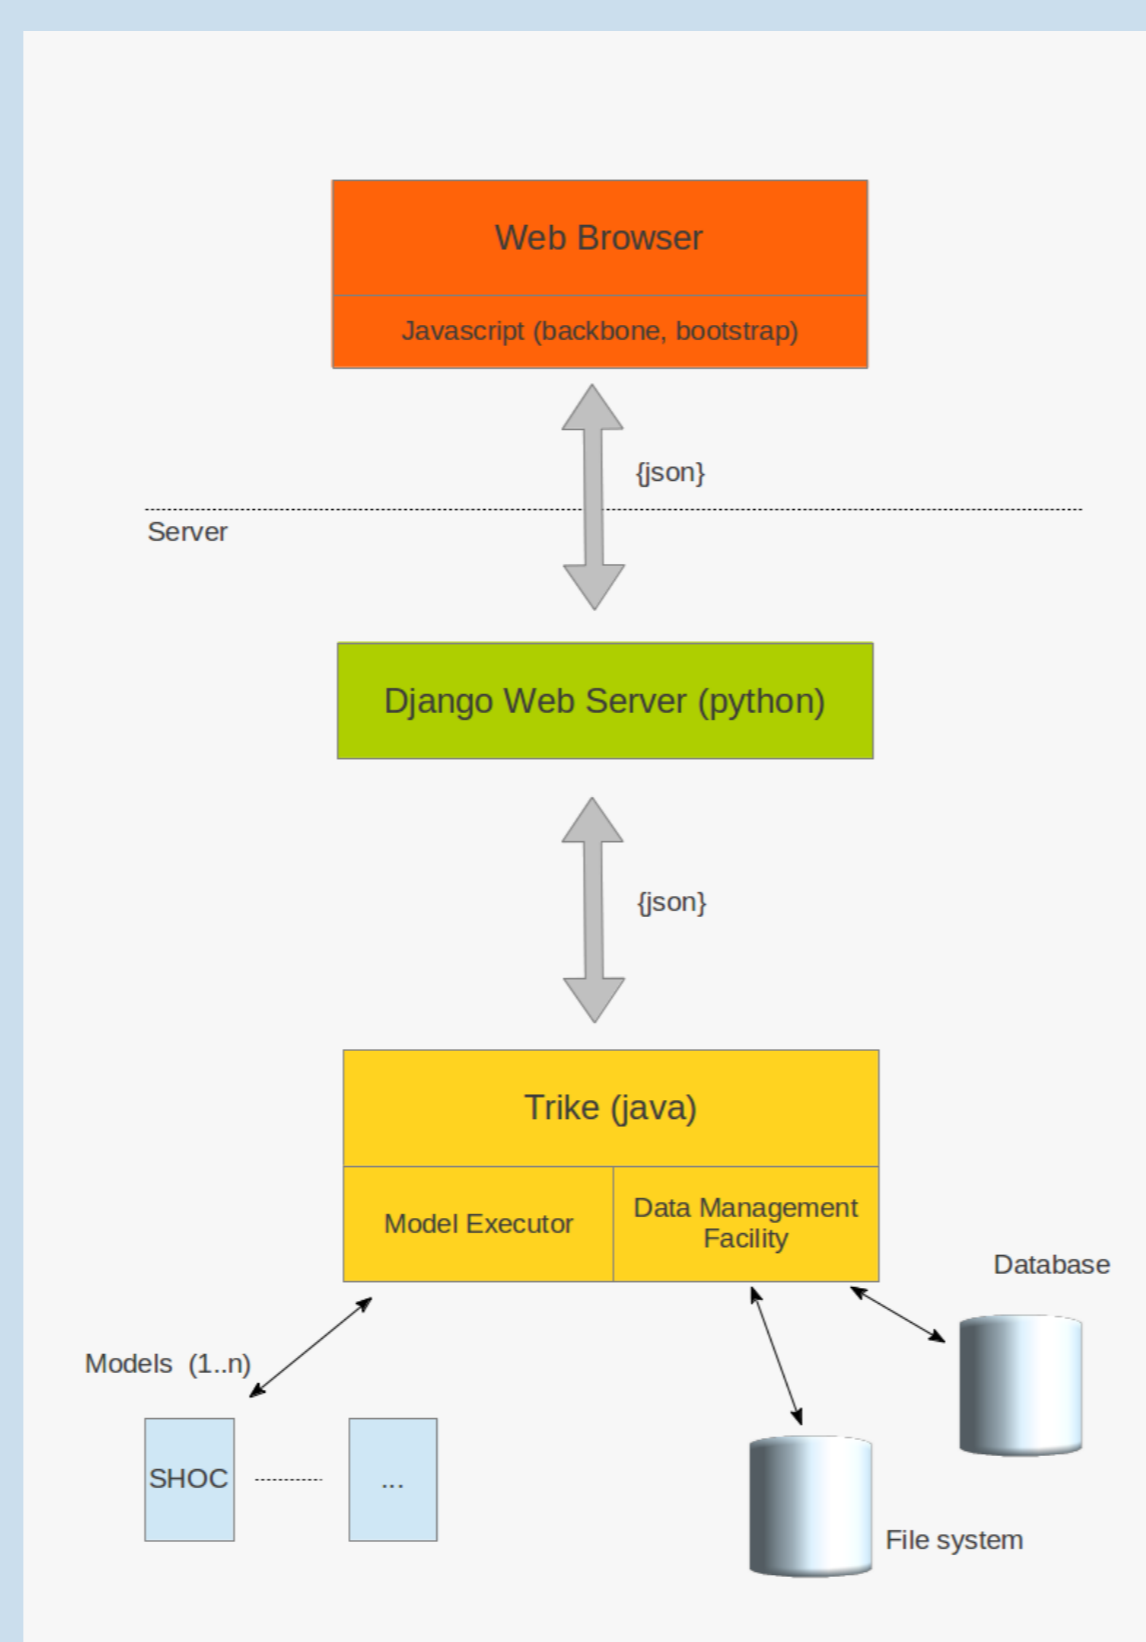 Web Browser
Javascript (backbone, bootstrap)
{json}
Server
Django Web Server (python)
{json}
Trike (java)
Model Executor
Data Management
Facility
Database
Models (1..n)
SHOC
...
File system